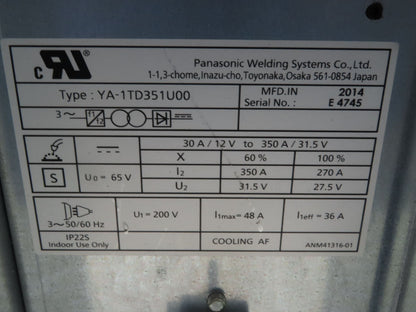 c RU
Panasonic Welding Systems Co.,Ltd.
1-1,3-chome,Inazu-cho,Toyonaka,Osaka 561-0854 Japan
Type : YA-1TD351U00
MFD.IN 2014
Serial No. : E 4745
3~ f1 f2
30 A / 12 V to 350 A / 31.5 V
X 60 % 100 %
S U0 = 65 V I2 350 A 270 A
U2 31.5 V 27.5 V
3~50/60 Hz U1 = 200 V I1max= 48 A I1eff = 36 A
IP22S
Indoor Use Only
COOLING AF ANM41316-01